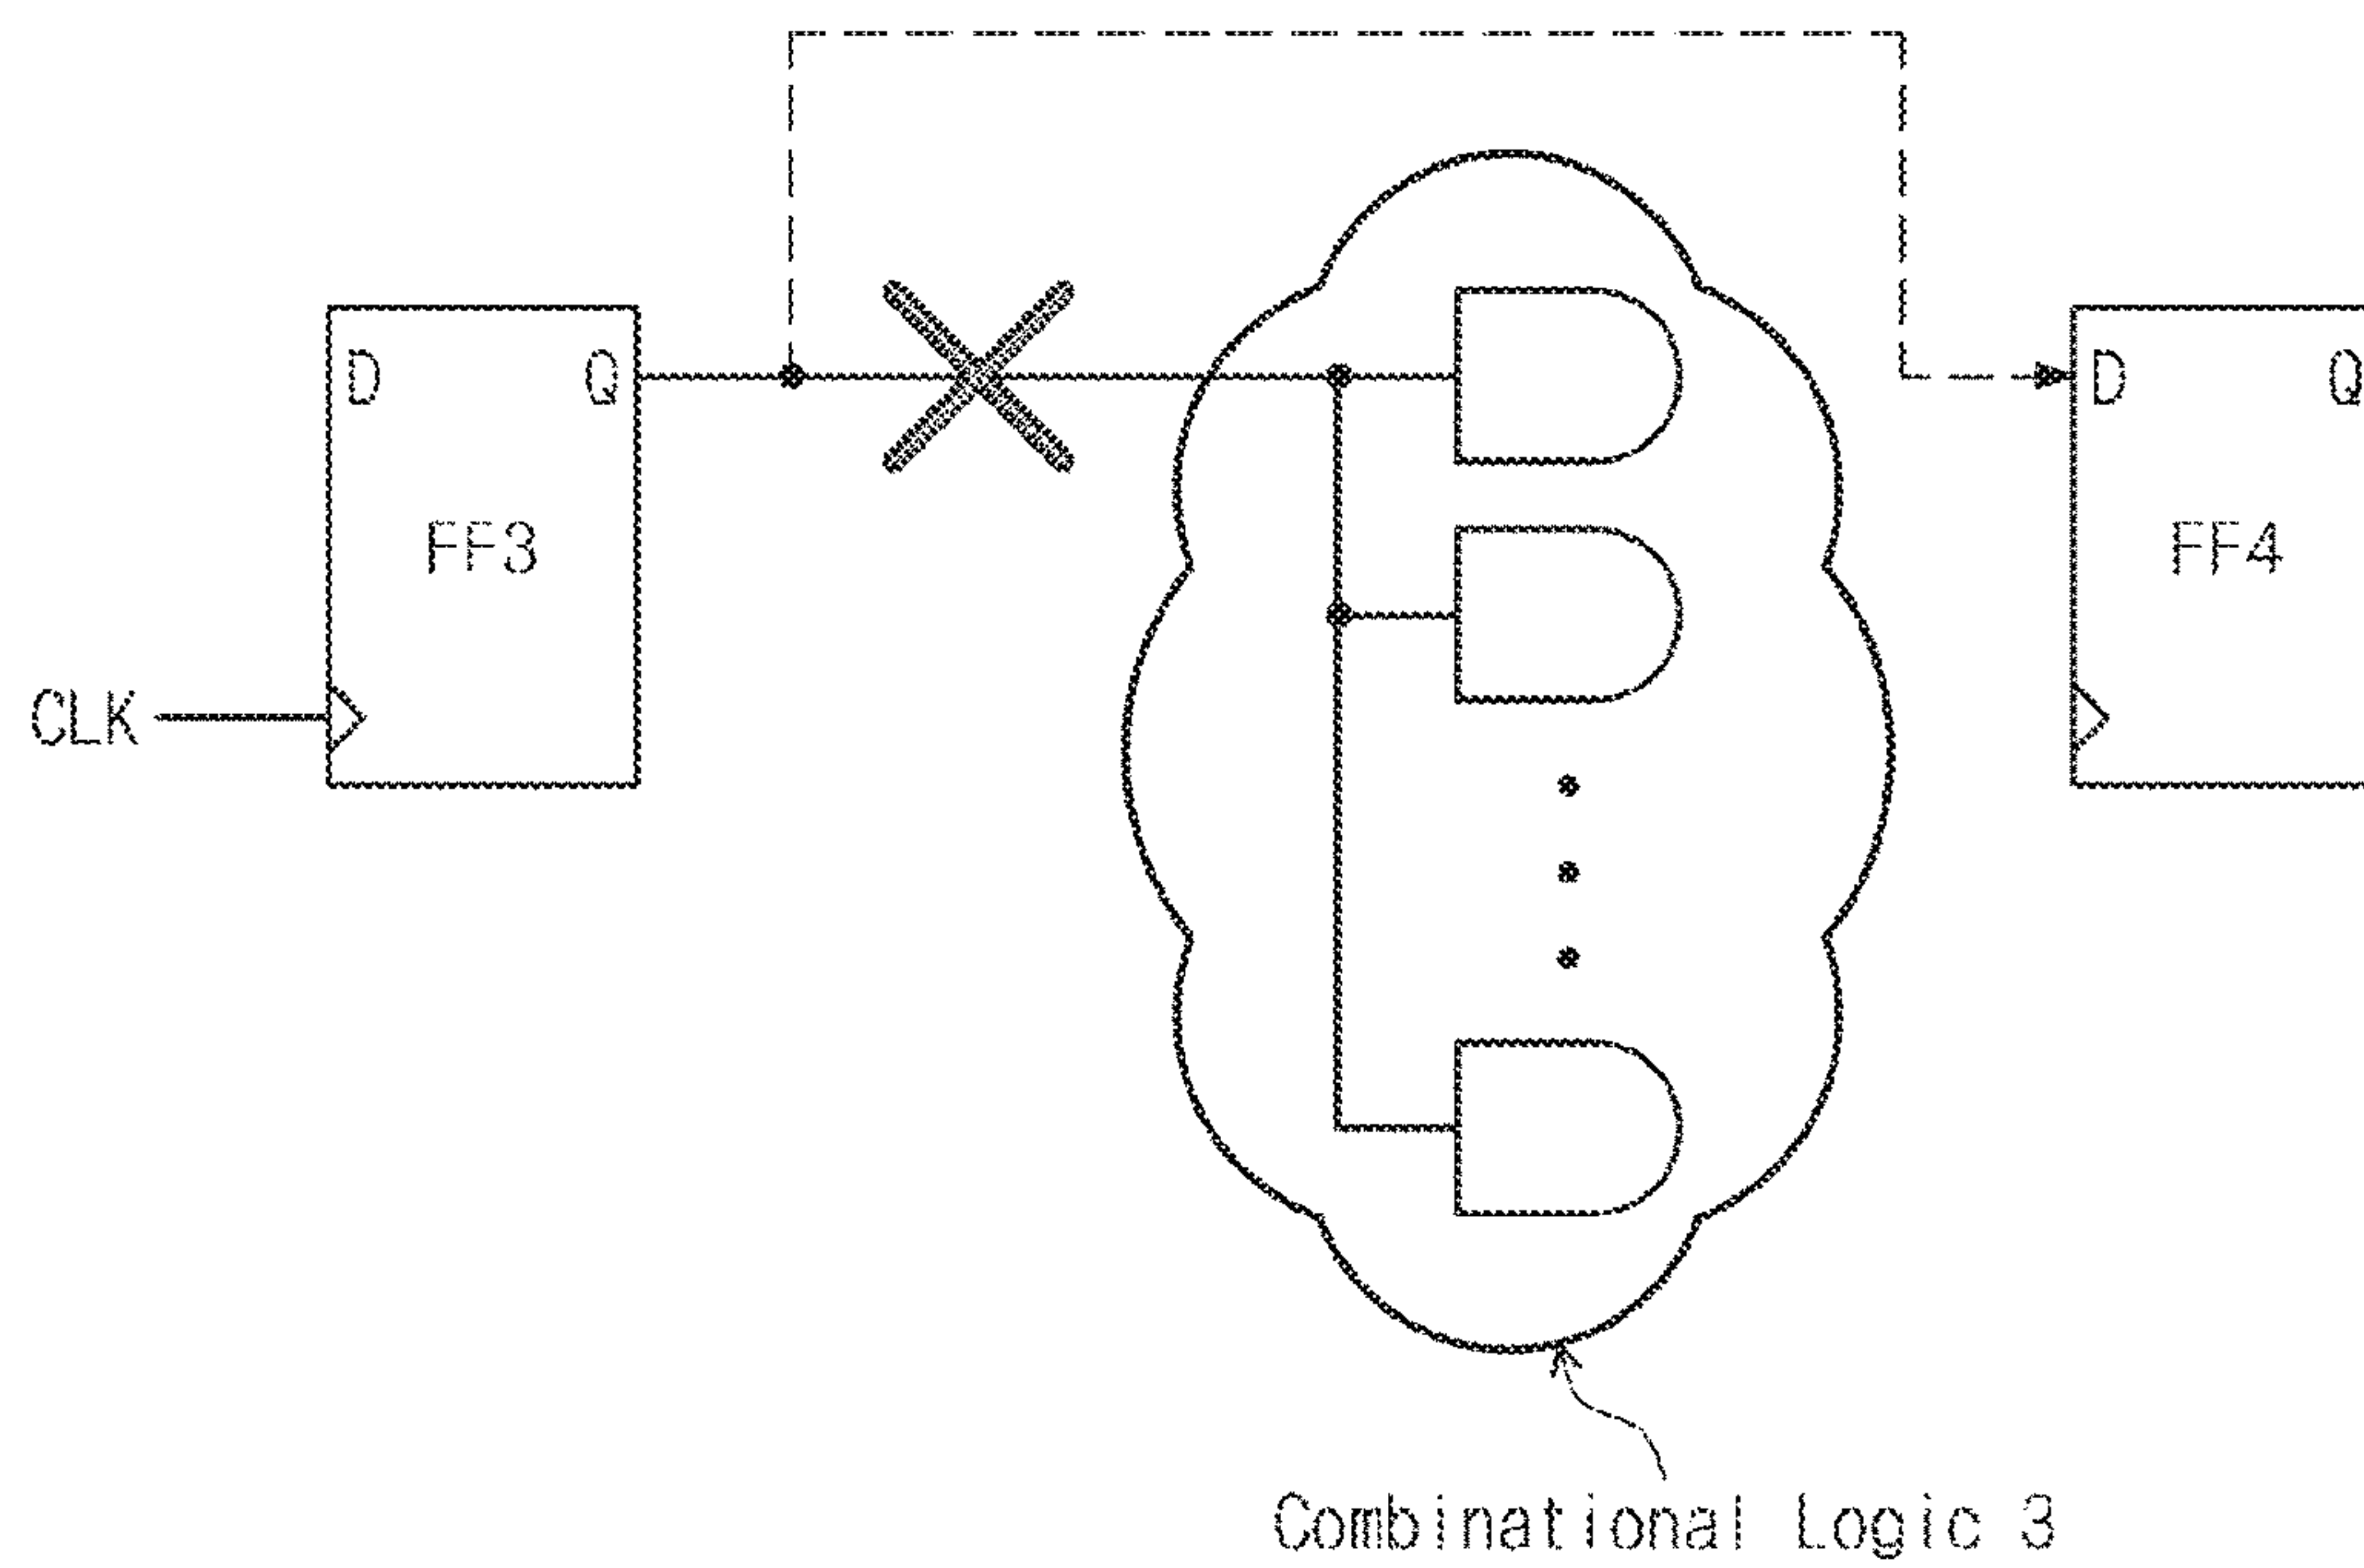 D Q
FF3
CLK
D Q
FF4
Combinational Logic 3